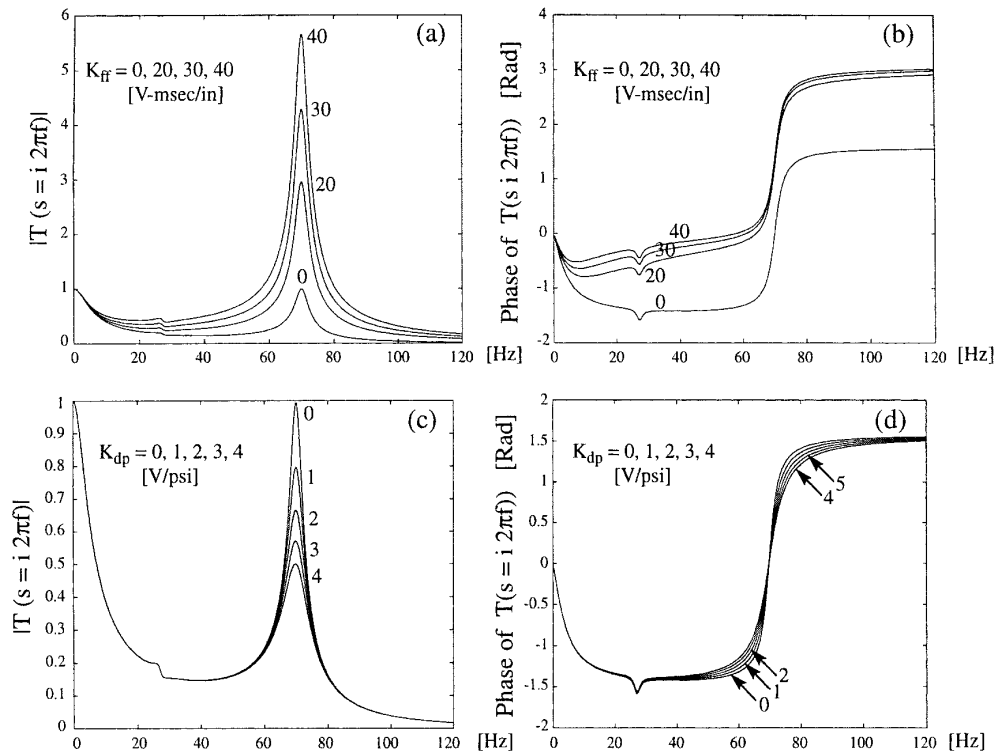 (a)
|T (s = i 2πf)|
6
5
4
3
2
1
0
K_ff = 0, 20, 30, 40
[V-msec/in]
40
30
20
0
0 20 40 60 80 100 120 [Hz]
(b)
Phase of T(s i 2πf)) [Rad]
4
3
2
1
0
-1
-2
K_ff = 0, 20, 30, 40
[V-msec/in]
40
30
20
0
0 20 40 60 80 100 120 [Hz]
(c)
|T (s = i 2πf)|
1
0.9
0.8
0.7
0.6
0.5
0.4
0.3
0.2
0.1
0
K_dp = 0, 1, 2, 3, 4
[V/psi]
0
1
2
3
4
0 20 40 60 80 100 120 [Hz]
(d)
Phase of T(s = i 2πf)) [Rad]
2
1.5
1
0.5
0
-0.5
-1
-1.5
-2
K_dp = 0, 1, 2, 3, 4
[V/psi]
5
4
2
1
0
0 20 40 60 80 100 120 [Hz]